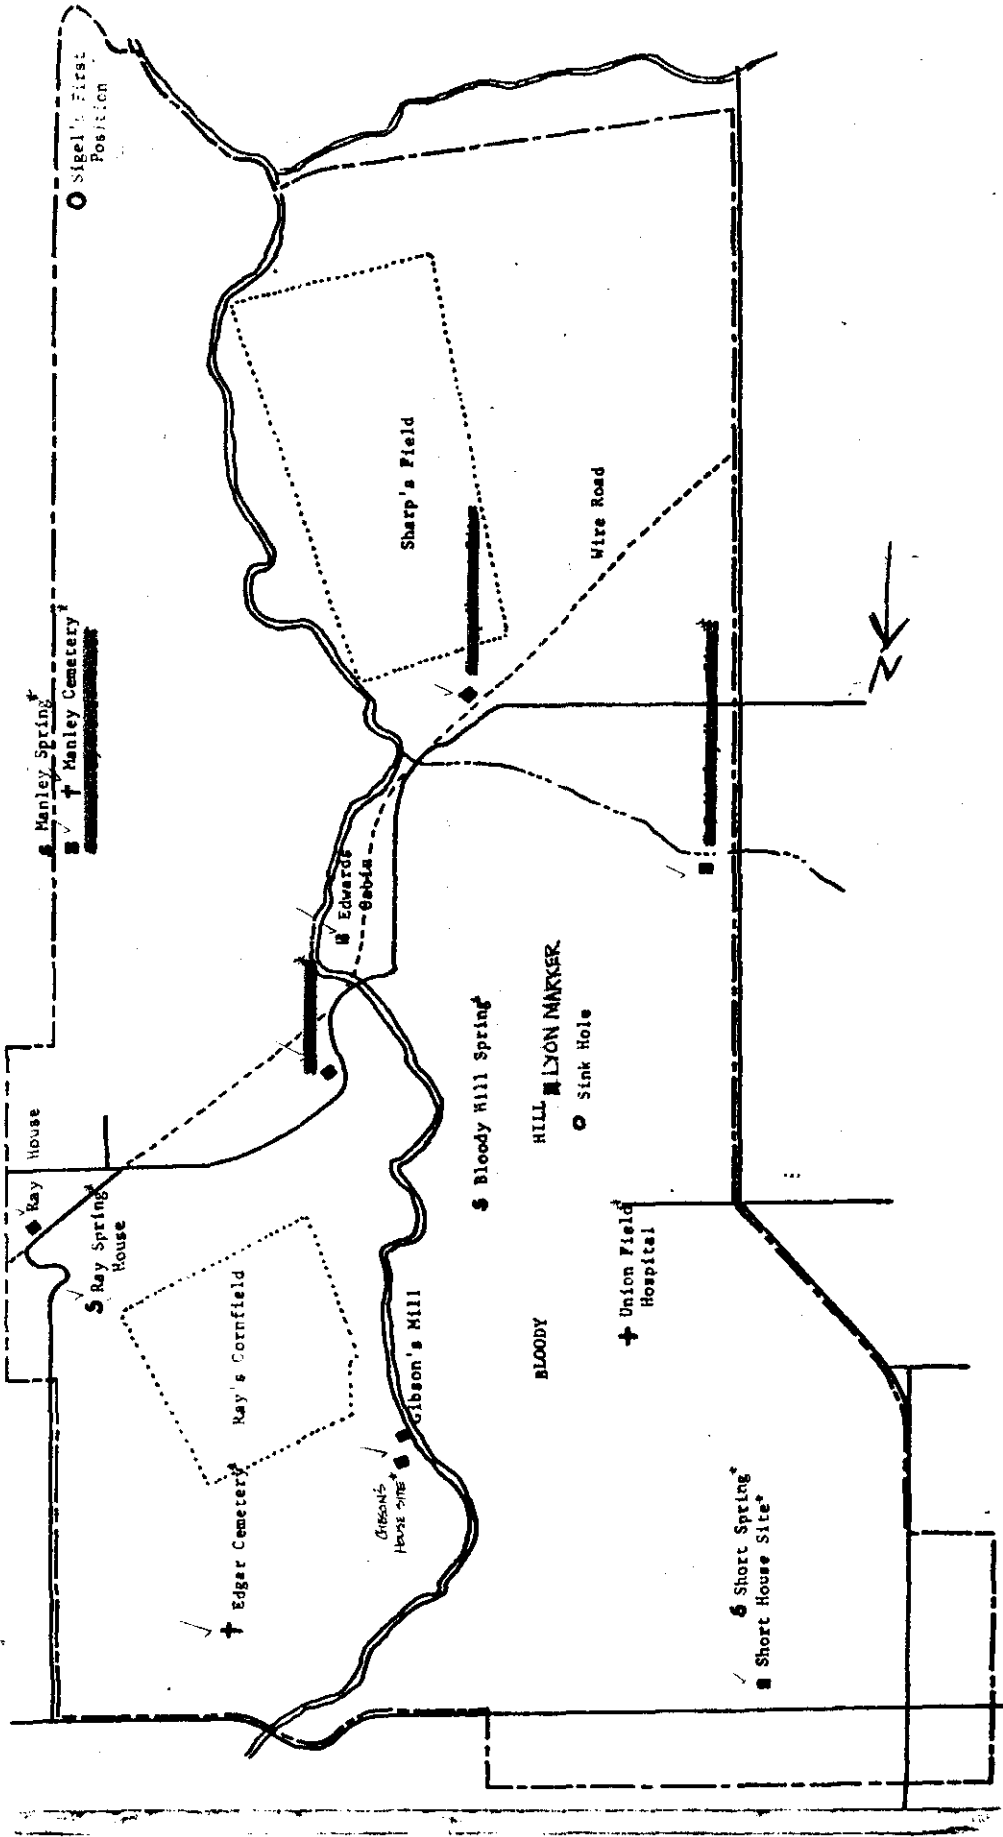 Sigel's First
Position
Sharp's Field
Wire Road
S Manley Spring*
† Manley Cemetery*
Edwards
Cabin
Ray House
S Ray Spring*
House
Ray's Cornfield
Edgar Cemetery*
Gibson's Mill
GIBSON'S
HOUSE SITE*
S Bloody Hill Spring*
BLOODY HILL
LYON MARKER
Sink Hole
Union Field
Hospital
S Short Spring*
Short House Site*
N